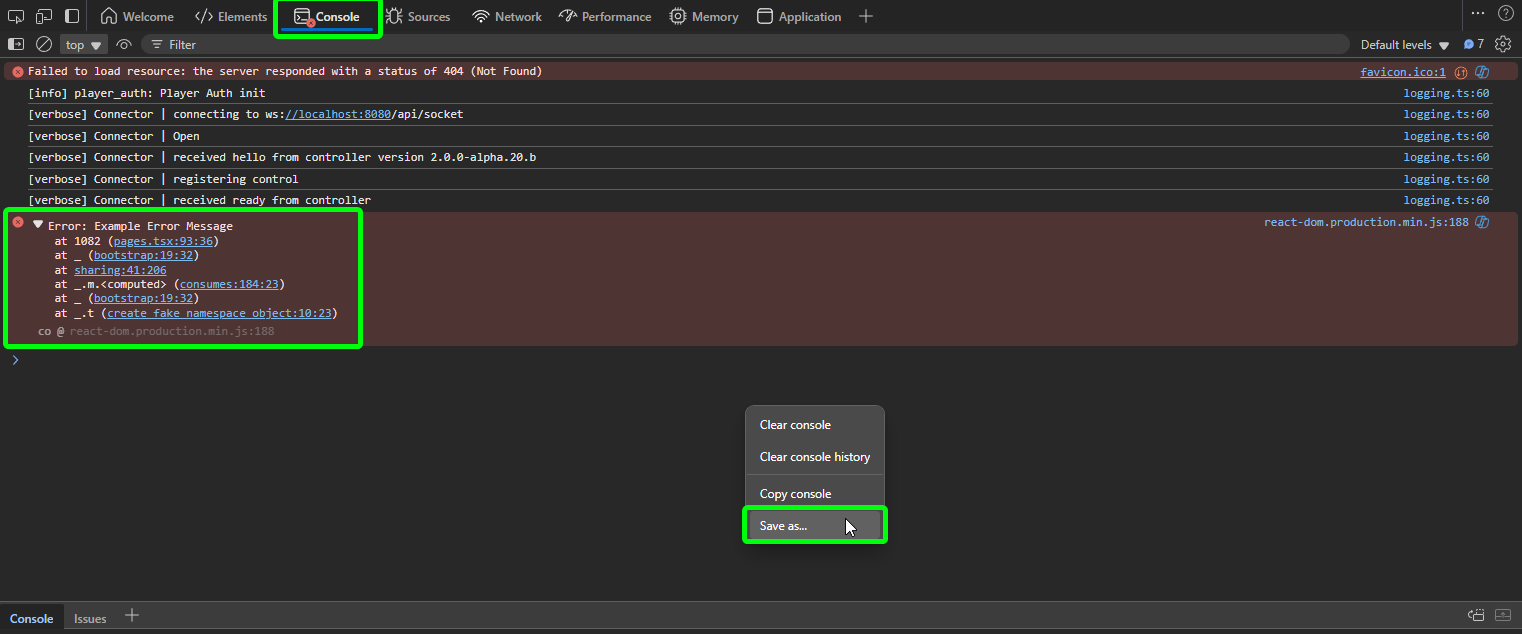 Welcome Elements Console Sources Network Performance Memory Application
top Filter Default levels 7
Failed to load resource: the server responded with a status of 404 (Not Found) favicon.ico:1
[info] player_auth: Player Auth init logging.ts:60
[verbose] Connector | connecting to ws://localhost:8080/api/socket logging.ts:60
[verbose] Connector | Open logging.ts:60
[verbose] Connector | received hello from controller version 2.0.0-alpha.20.b logging.ts:60
[verbose] Connector | registering control logging.ts:60
[verbose] Connector | received ready from controller logging.ts:60
Error: Example Error Message react-dom.production.min.js:188
at 1082 (pages.tsx:93:36)
at _ (bootstrap:19:32)
at sharing:41:206
at _.m.<computed> (consumes:184:23)
at _ (bootstrap:19:32)
at _.t (create fake namespace object:10:23)
co @ react-dom.production.min.js:188
Clear console
Clear console history
Copy console
Save as...
Console Issues